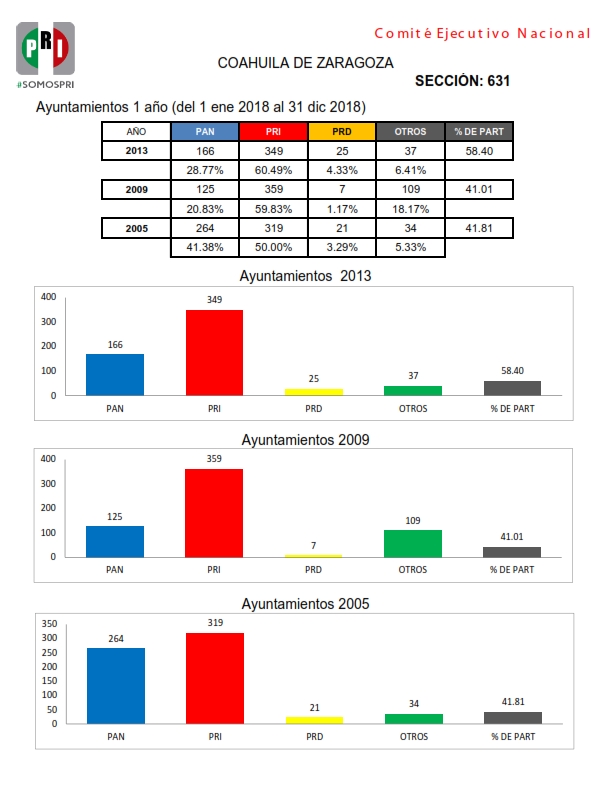 Comité Ejecutivo Nacional
PRI
#SOMOSPRI
COAHUILA DE ZARAGOZA
SECCIÓN: 631
Ayuntamientos 1 año (del 1 ene 2018 al 31 dic 2018)
AÑO PAN PRI PRD OTROS % DE PART
2013 166 349 25 37 58.40
28.77% 60.49% 4.33% 6.41%
2009 125 359 7 109 41.01
20.83% 59.83% 1.17% 18.17%
2005 264 319 21 34 41.81
41.38% 50.00% 3.29% 5.33%
Ayuntamientos 2013
400
300
200
100
0
166 349 25 37 58.40
PAN PRI PRD OTROS % DE PART
Ayuntamientos 2009
400
300
200
100
0
125 359 7 109 41.01
PAN PRI PRD OTROS % DE PART
Ayuntamientos 2005
350
300
250
200
150
100
50
0
264 319 21 34 41.81
PAN PRI PRD OTROS % DE PART